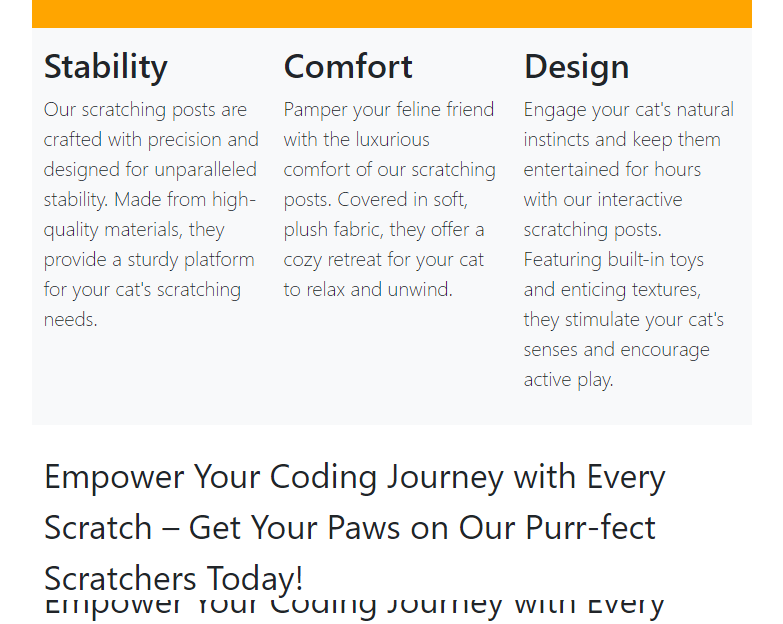 Stability
Our scratching posts are
crafted with precision and
designed for unparalleled
stability. Made from high-
quality materials, they
provide a sturdy platform
for your cat's scratching
needs.
Comfort
Pamper your feline friend
with the luxurious
comfort of our scratching
posts. Covered in soft,
plush fabric, they offer a
cozy retreat for your cat
to relax and unwind.
Design
Engage your cat's natural
instincts and keep them
entertained for hours
with our interactive
scratching posts.
Featuring built-in toys
and enticing textures,
they stimulate your cat's
senses and encourage
active play.
Empower Your Coding Journey with Every
Scratch – Get Your Paws on Our Purr-fect
Scratchers Today!
Empower Your Coding Journey with Every